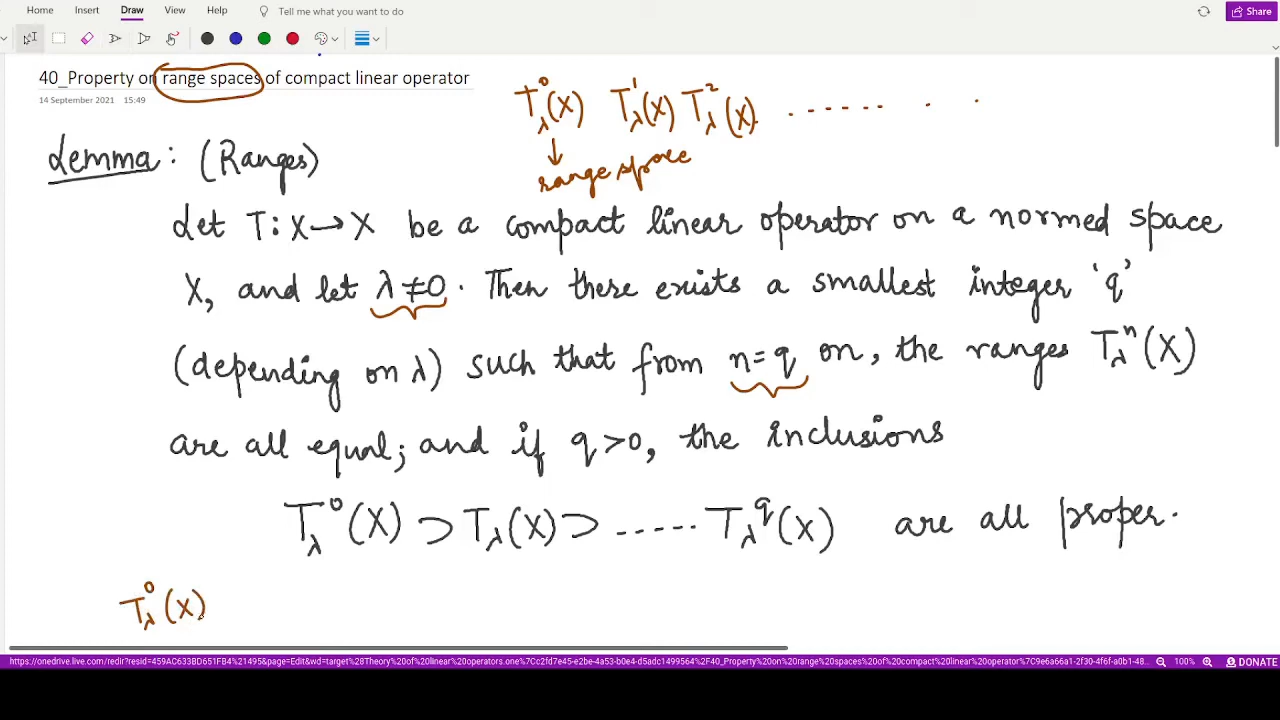 Home Insert Draw View Help Tell me what you want to do Share
40_Property on range spaces of compact linear operator
14 September 2021 15:49
T_λ^0(X) T_λ^1(X) T_λ^2(X) ...... . .
↓
range space
Lemma: (Ranges)
Let T: X→X be a compact linear operator on a normed space
X, and let λ≠0. Then there exists a smallest integer 'q'
(depending on λ) such that from n=q on, the ranges T_λ^n(X)
are all equal; and if q>0, the inclusions
T_λ^0(X) ⊃ T_λ(X) ⊃ ..... T_λ^q(X) are all proper.
T_λ^0(X)
100% DONATE